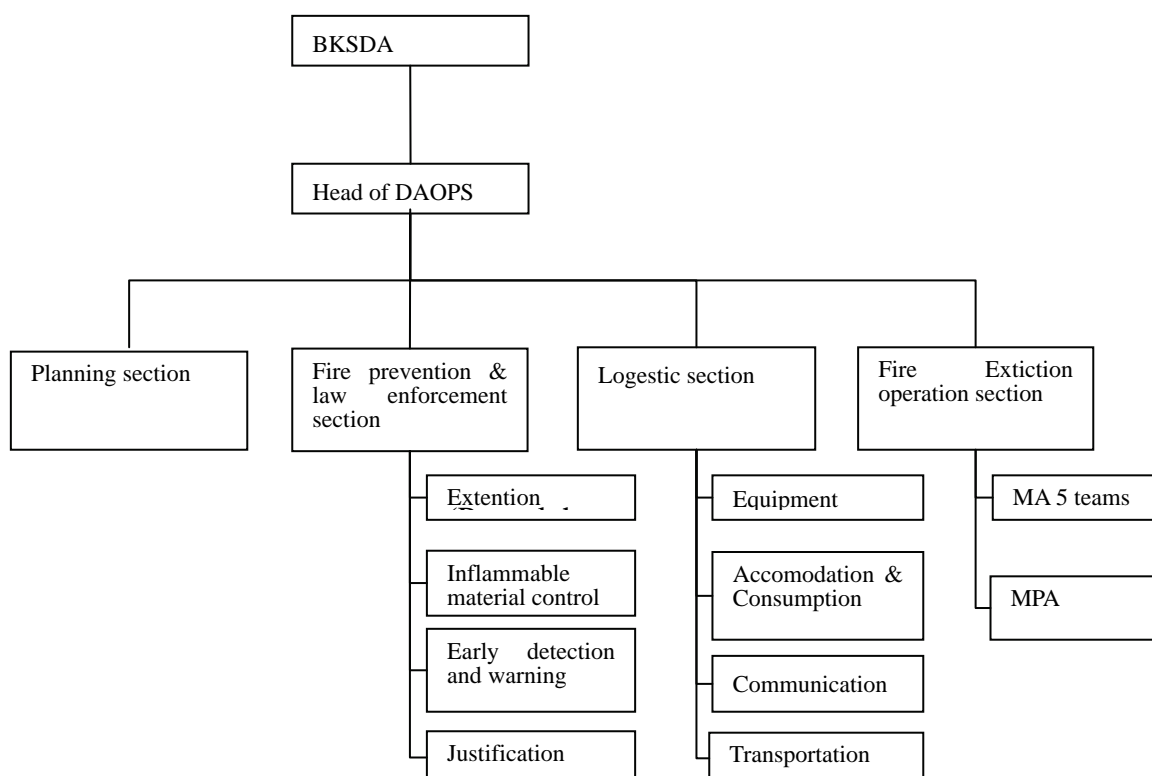 BKSDA
Head of DAOPS
Planning section
Fire prevention &
law enforcement
section
Logestic section
Fire Extiction
operation section
Extention
Inflammable
material control
Early detection
and warning
Justification
Equipment
Accomodation &
Consumption
Communication
Transportation
MA 5 teams
MPA